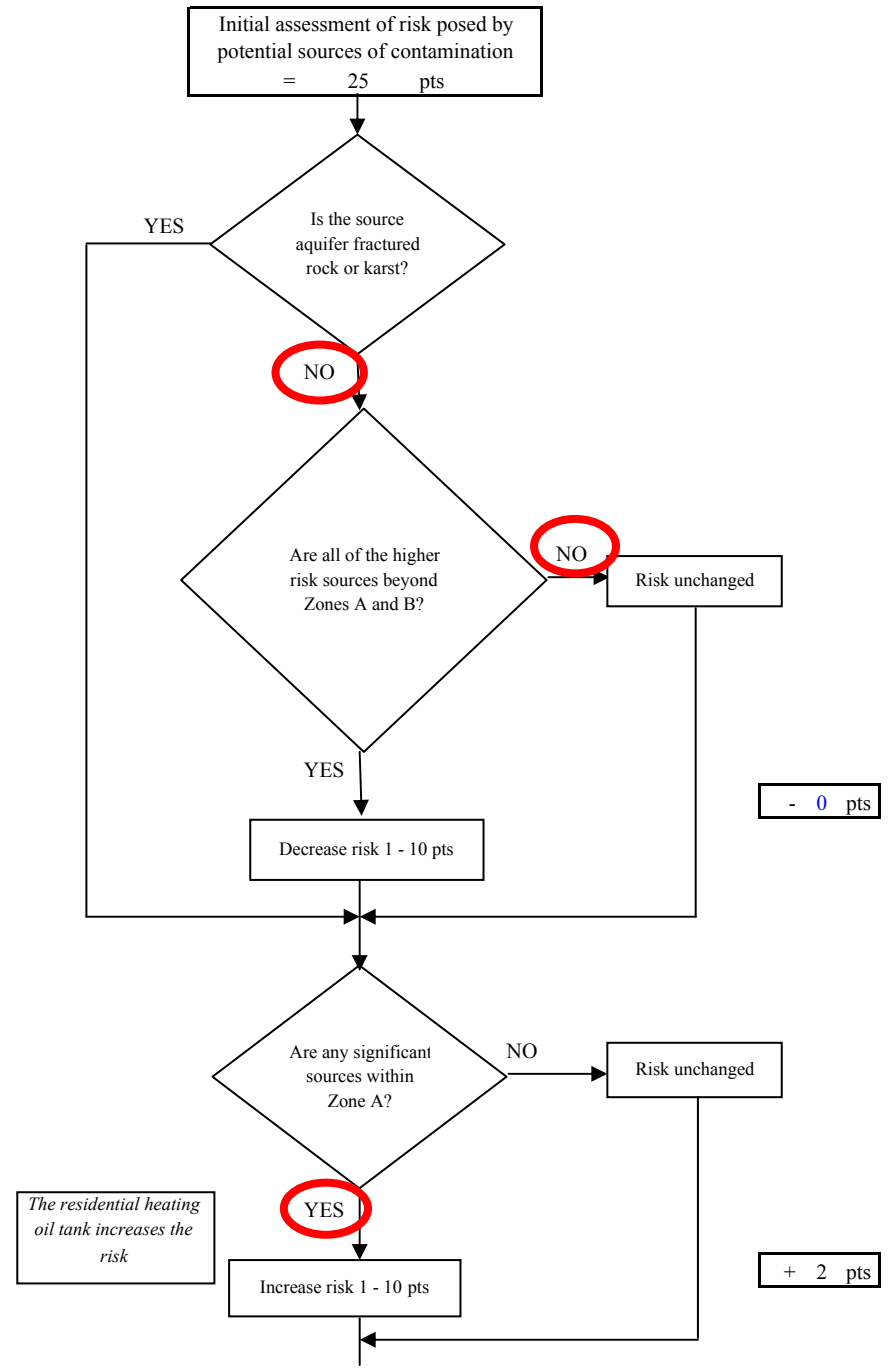 Initial assessment of risk posed by
potential sources of contamination
= 25 pts
YES
Is the source
aquifer fractured
rock or karst?
NO
Are all of the higher
risk sources beyond
Zones A and B?
NO
Risk unchanged
YES
- 0 pts
Decrease risk 1 - 10 pts
Are any significant
sources within
Zone A?
NO
Risk unchanged
The residential heating
oil tank increases the
risk
YES
Increase risk 1 - 10 pts
+ 2 pts